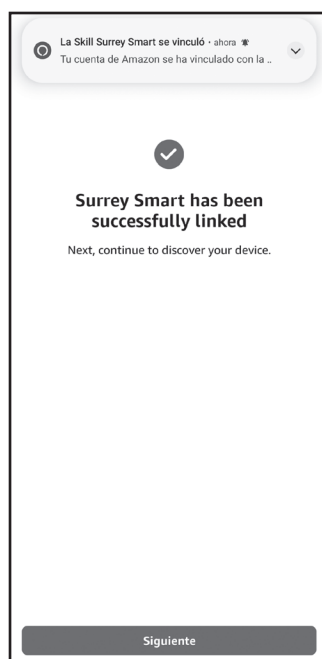 La Skill Surrey Smart se vinculó · ahora
Tu cuenta de Amazon se ha vinculado con la ..
Surrey Smart has been
successfully linked
Next, continue to discover your device.
Siguiente